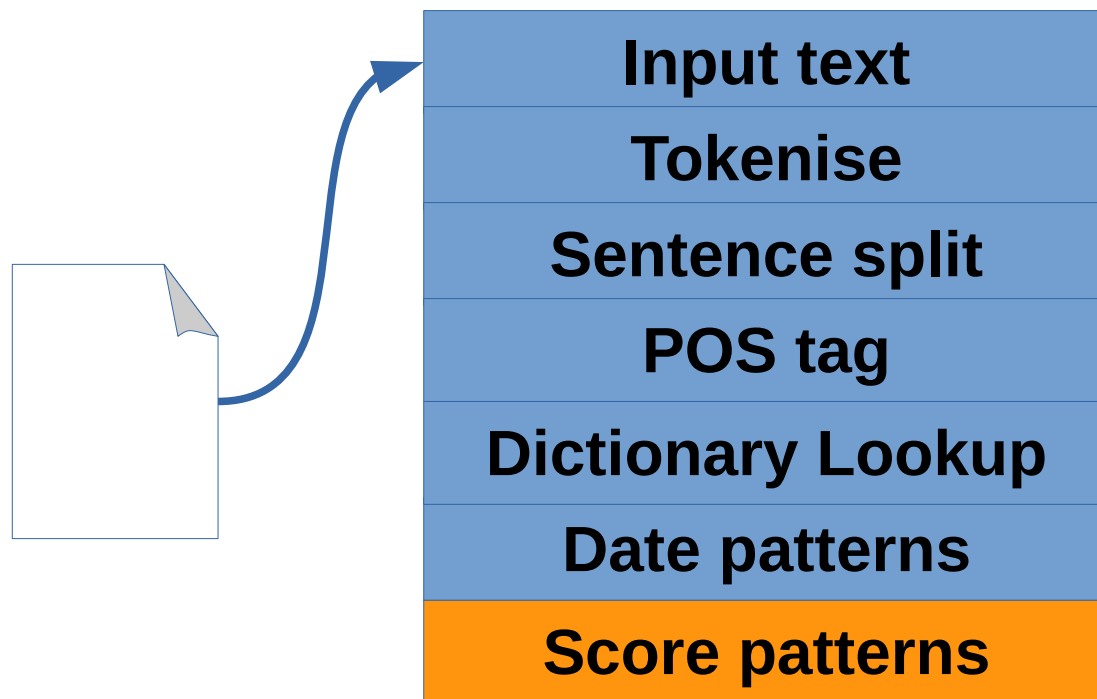 Input text
Tokenise
Sentence split
POS tag
Dictionary Lookup
Date patterns
Score patterns